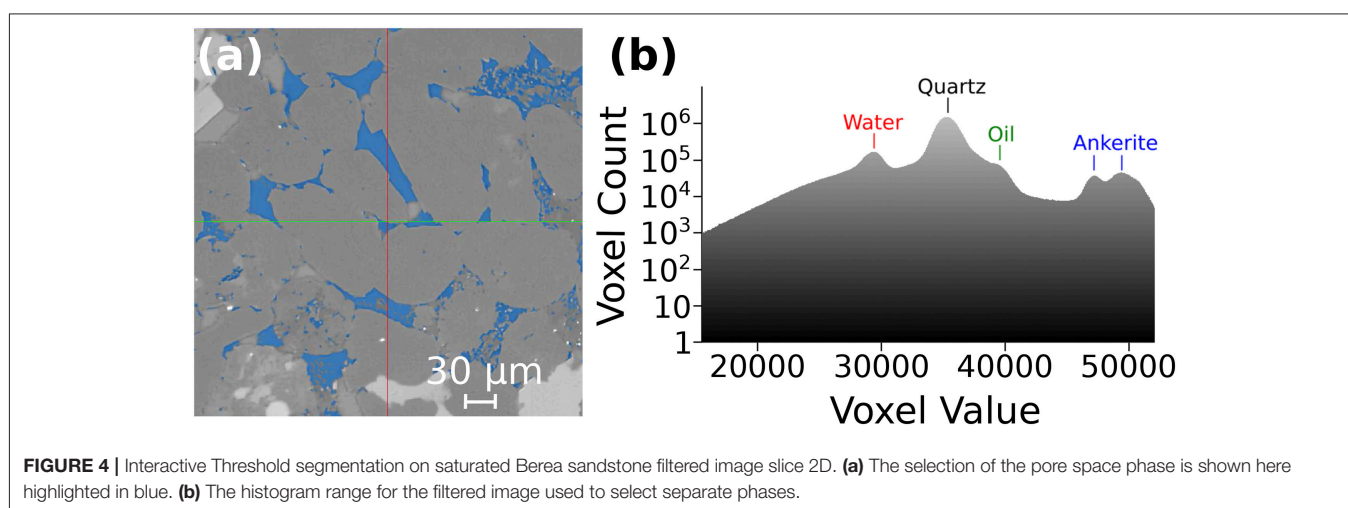 (a)
30 µm
(b)
Quartz
Water
Oil
Ankerite
Voxel Count
10⁶
10⁵
10⁴
10³
10²
10
1
20000 30000 40000 50000
Voxel Value
FIGURE 4 | Interactive Threshold segmentation on saturated Berea sandstone filtered image slice 2D. (a) The selection of the pore space phase is shown here
highlighted in blue. (b) The histogram range for the filtered image used to select separate phases.